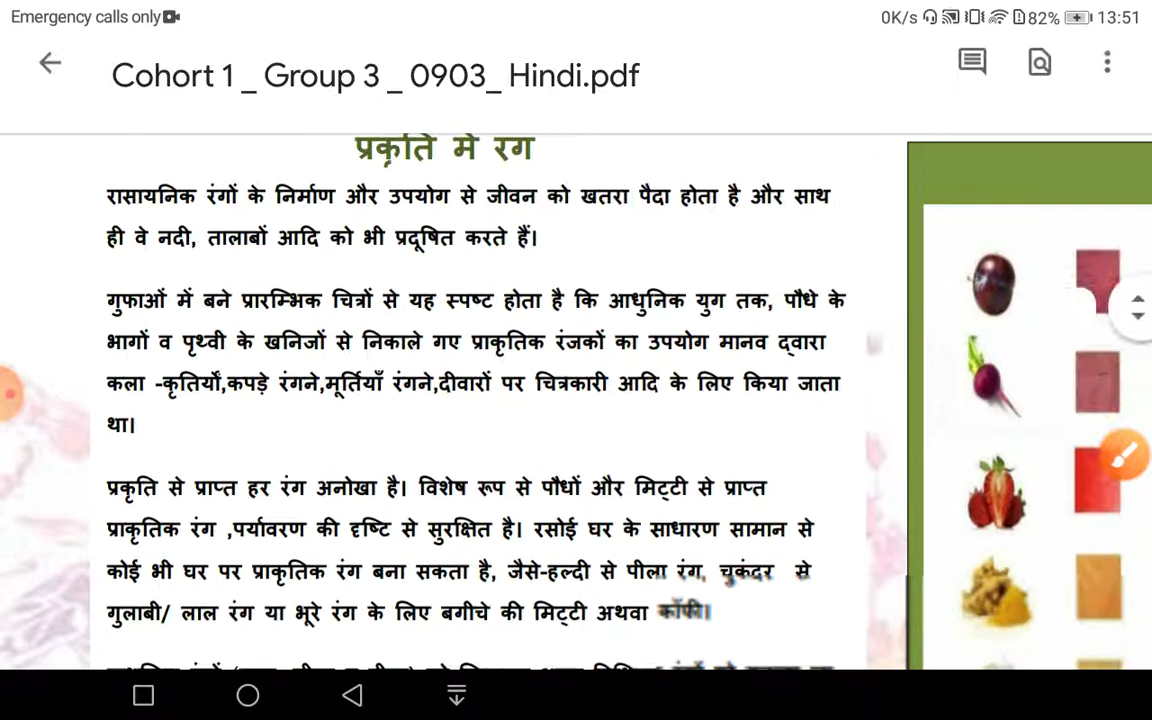 Emergency calls only
0K/s 82% 13:51
Cohort 1 _ Group 3 _ 0903_ Hindi.pdf
प्रकृति में रंग
रासायनिक रंगों के निर्माण और उपयोग से जीवन को खतरा पैदा होता है और साथ
ही वे नदी, तालाबों आदि को भी प्रदूषित करते हैं।
गुफाओं में बने प्रारम्भिक चित्रों से यह स्पष्ट होता है कि आधुनिक युग तक, पौधे के
भागों व पृथ्वी के खनिजों से निकाले गए प्राकृतिक रंजकों का उपयोग मानव द्वारा
कला -कृतियों,कपड़े रंगने,मूर्तियाँ रंगने,दीवारों पर चित्रकारी आदि के लिए किया जाता
था।
प्रकृति से प्राप्त हर रंग अनोखा है। विशेष रूप से पौधों और मिट्टी से प्राप्त
प्राकृतिक रंग ,पर्यावरण की दृष्टि से सुरक्षित है। रसोई घर के साधारण सामान से
कोई भी घर पर प्राकृतिक रंग बना सकता है, जैसे-हल्दी से पीला रंग, चुकंदर से
गुलाबी/ लाल रंग या भूरे रंग के लिए बगीचे की मिट्टी अथवा कॉफी।